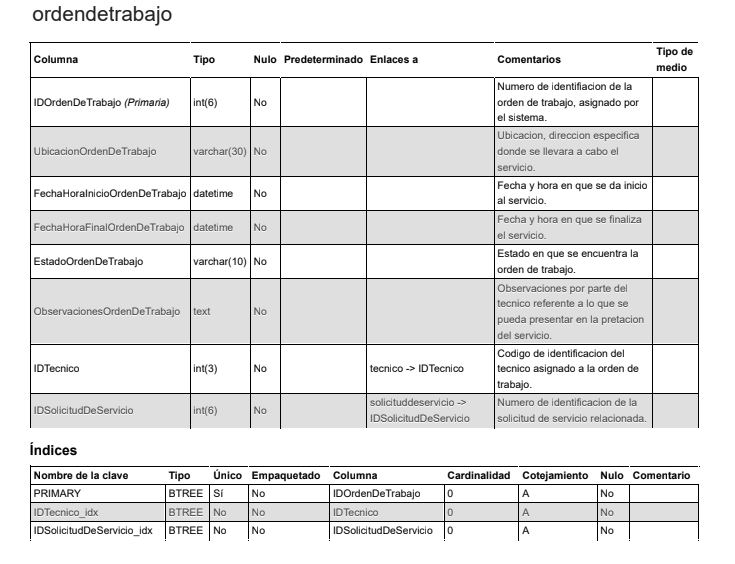 ordendetrabajo
Columna Tipo Nulo Predeterminado Enlaces a Comentarios Tipo de medio
IDOrdenDeTrabajo (Primaria) int(6) No Numero de identifiacion de la
orden de trabajo, asignado por
el sistema.
UbicacionOrdenDeTrabajo varchar(30) No Ubicacion, direccion especifica
donde se llevara a cabo el
servicio.
FechaHoraInicioOrdenDeTrabajo datetime No Fecha y hora en que se da inicio
al servicio.
FechaHoraFinalOrdenDeTrabajo datetime No Fecha y hora en que se finaliza
el servicio.
EstadoOrdenDeTrabajo varchar(10) No Estado en que se encuentra la
orden de trabajo.
ObservacionesOrdenDeTrabajo text No Observaciones por parte del
tecnico referente a lo que se
pueda presentar en la pretacion
del servicio.
IDTecnico int(3) No tecnico -> IDTecnico Codigo de identificacion del
tecnico asignado a la orden de
trabajo.
IDSolicitudDeServicio int(6) No solicituddeservicio -> Numero de identificacion de la
IDSolicitudDeServicio solicitud de servicio relacionada.
Índices
Nombre de la clave Tipo Único Empaquetado Columna Cardinalidad Cotejamiento Nulo Comentario
PRIMARY BTREE Sí No IDOrdenDeTrabajo 0 A No
IDTecnico_idx BTREE No No IDTecnico 0 A No
IDSolicitudDeServicio_idx BTREE No No IDSolicitudDeServicio 0 A No